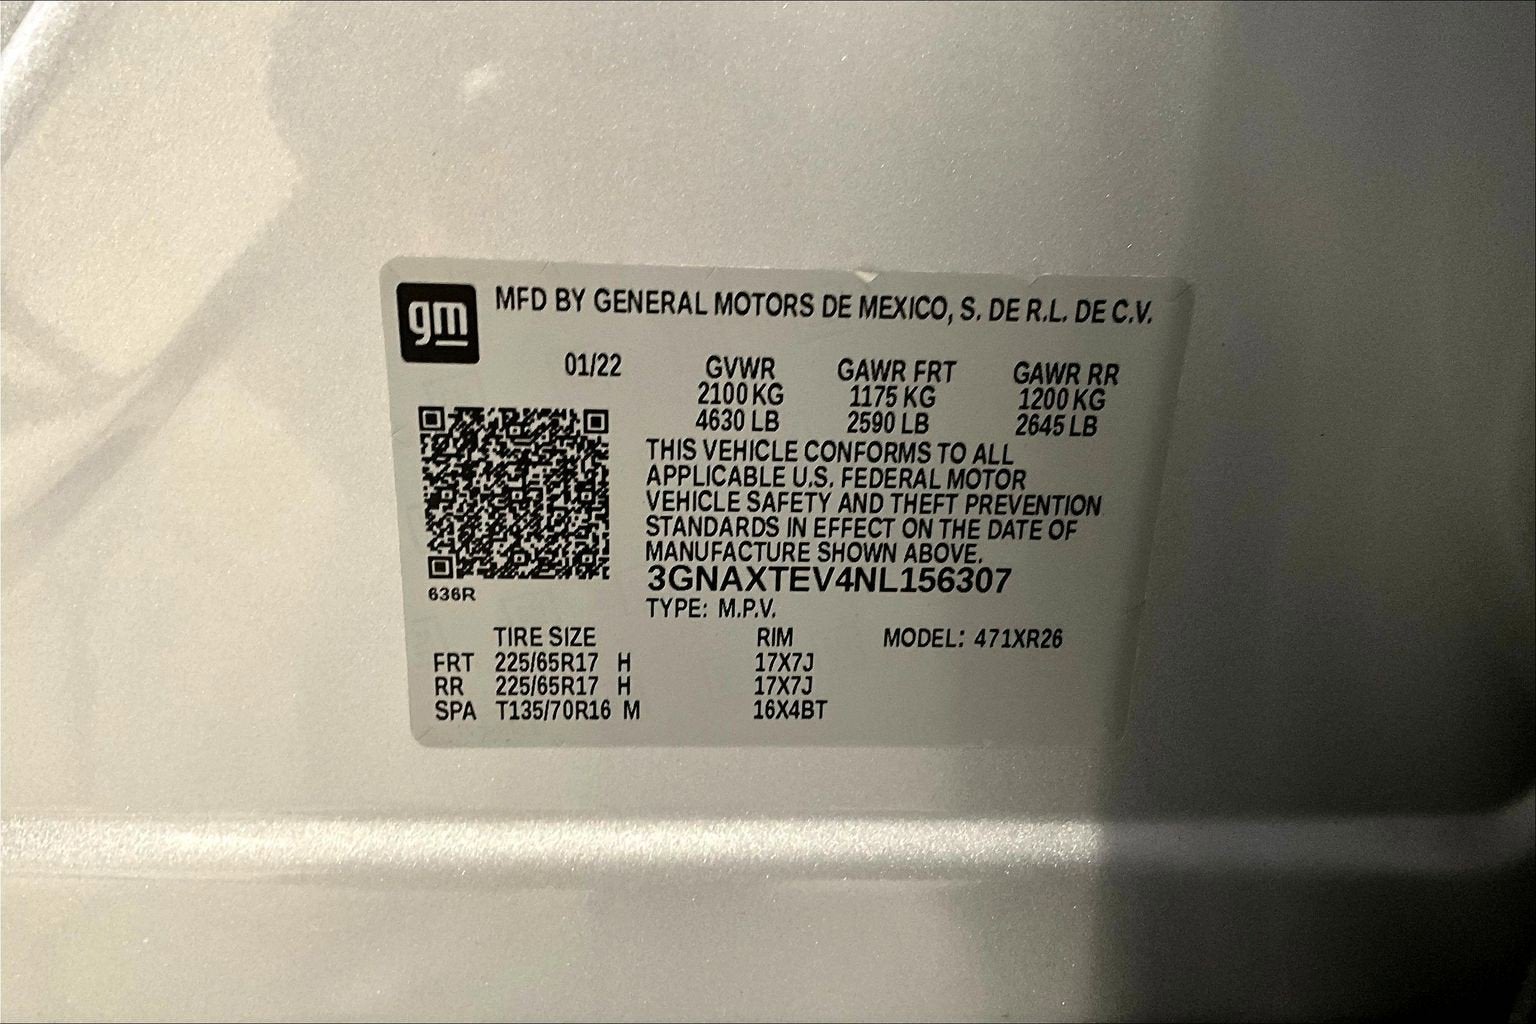 gm MFD BY GENERAL MOTORS DE MEXICO, S. DE R.L. DE C.V.
01/22 GVWR GAWR FRT GAWR RR
2100 KG 1175 KG 1200 KG
4630 LB 2590 LB 2645 LB
THIS VEHICLE CONFORMS TO ALL
APPLICABLE U.S. FEDERAL MOTOR
VEHICLE SAFETY AND THEFT PREVENTION
STANDARDS IN EFFECT ON THE DATE OF
MANUFACTURE SHOWN ABOVE.
3GNAXTEV4NL156307
636R
TYPE: M.P.V.
TIRE SIZE RIM MODEL: 471XR26
FRT 225/65R17 H 17X7J
RR 225/65R17 H 17X7J
SPA T135/70R16 M 16X4BT